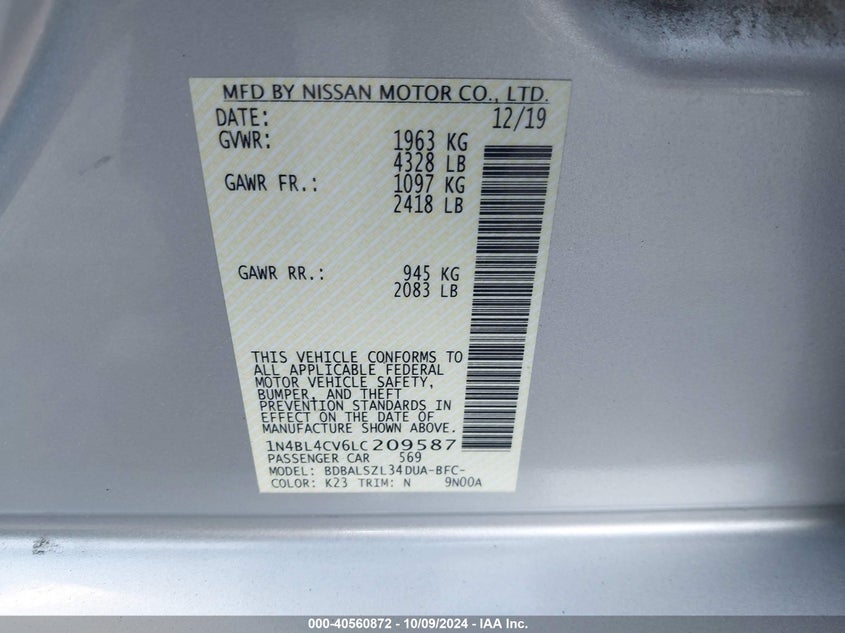 MFD BY NISSAN MOTOR CO., LTD.
DATE: 12/19
GVWR: 1963 KG
4328 LB
GAWR FR.: 1097 KG
2418 LB
GAWR RR.: 945 KG
2083 LB
THIS VEHICLE CONFORMS TO
ALL APPLICABLE FEDERAL
MOTOR VEHICLE SAFETY,
BUMPER, AND THEFT
PREVENTION STANDARDS IN
EFFECT ON THE DATE OF
MANUFACTURE SHOWN ABOVE.
1N4BL4CV6LC209587
PASSENGER CAR 569
MODEL: BDBALSZL34DUA-BFC-
COLOR: K23 TRIM: N 9N00A
000-40560872 - 10/09/2024 - IAA Inc.